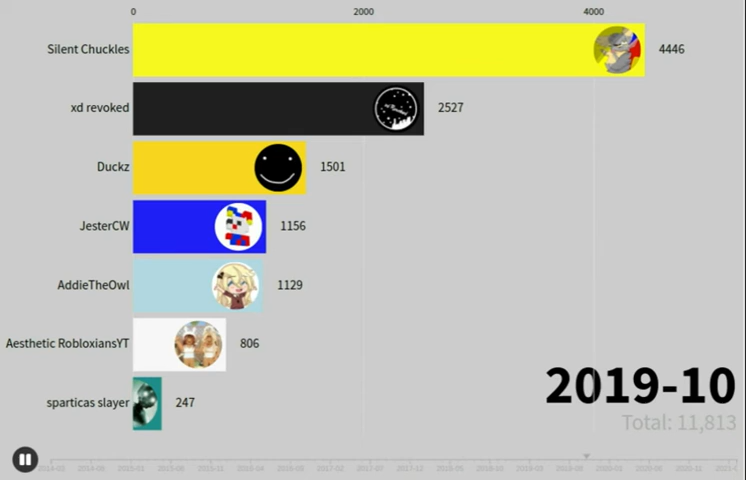 0 2000 4000
Silent Chuckles 4446
xd revoked 2527
Duckz 1501
JesterCW 1156
AddieTheOwl 1129
Aesthetic RobloxiansYT 806
sparticas slayer 247
2019-10
Total: 11,813